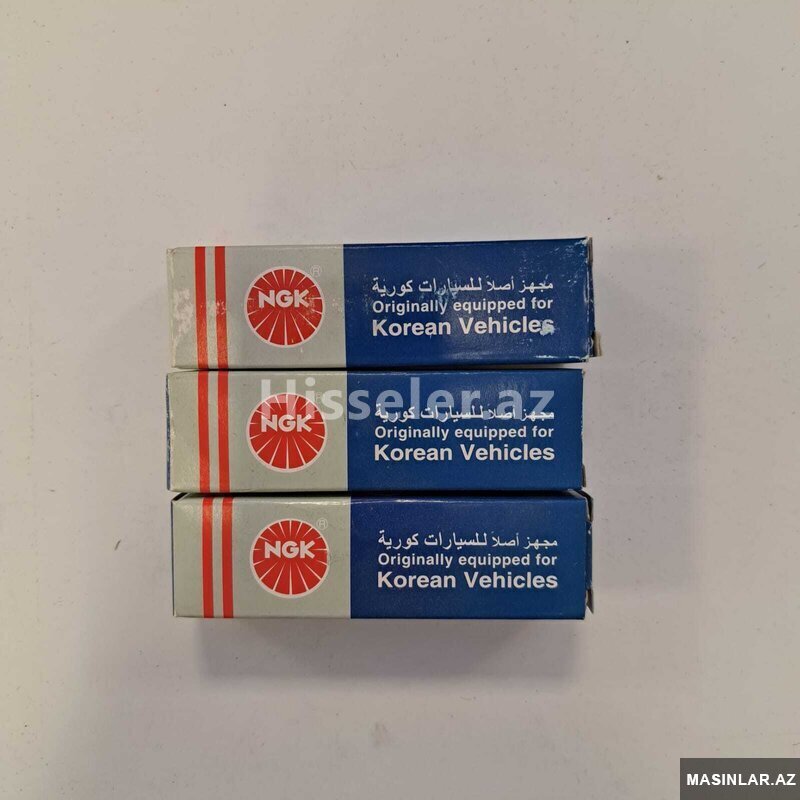 NGK®
مجهز أصلاً للسيارات كورية
Originally equipped for
Korean Vehicles
Hisseler.az
NGK
مجهز أصلاً للسيارات كورية
Originally equipped for
Korean Vehicles
NGK®
مجهز أصلاً للسيارات كورية
Originally equipped for
Korean Vehicles
MASINLAR.AZ